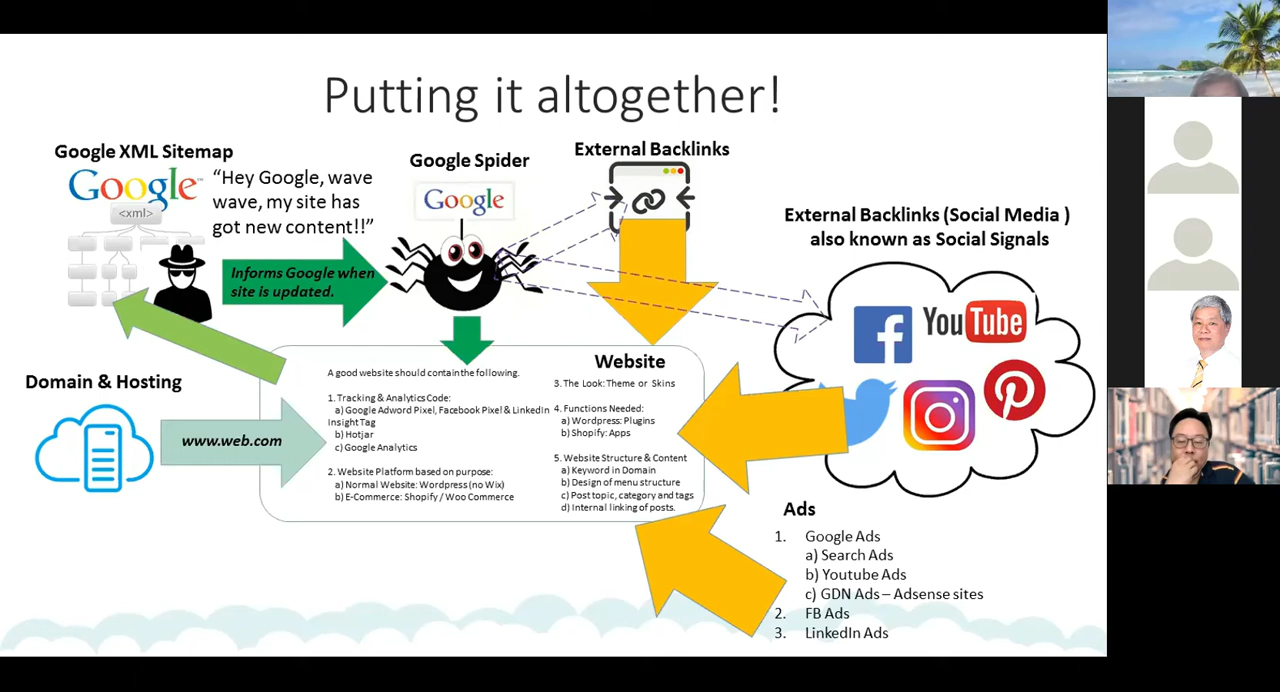 Putting it altogether!
Google XML Sitemap
Google™
<xml>
“Hey Google, wave
wave, my site has
got new content!!”
Informs Google when
site is updated.
Google Spider
Google
External Backlinks
External Backlinks (Social Media )
also known as Social Signals
f
YouTube
Domain & Hosting
www.web.com
A good website should contain the following.
1. Tracking & Analytics Code:
a) Google Adword Pixel, Facebook Pixel & LinkedIn
Insight Tag
b) Hotjar
c) Google Analytics
2. Website Platform based on purpose:
a) Normal Website: Wordpress (no Wix)
b) E-Commerce: Shopify / Woo Commerce
Website
3. The Look: Theme or Skins
4. Functions Needed:
a) Wordpress: Plugins
b) Shopify: Apps
5. Website Structure & Content
a) Keyword in Domain
b) Design of menu structure
c) Post topic, category and tags
d) Internal linking of posts.
Ads
1. Google Ads
a) Search Ads
b) Youtube Ads
c) GDN Ads – Adsense sites
2. FB Ads
3. LinkedIn Ads